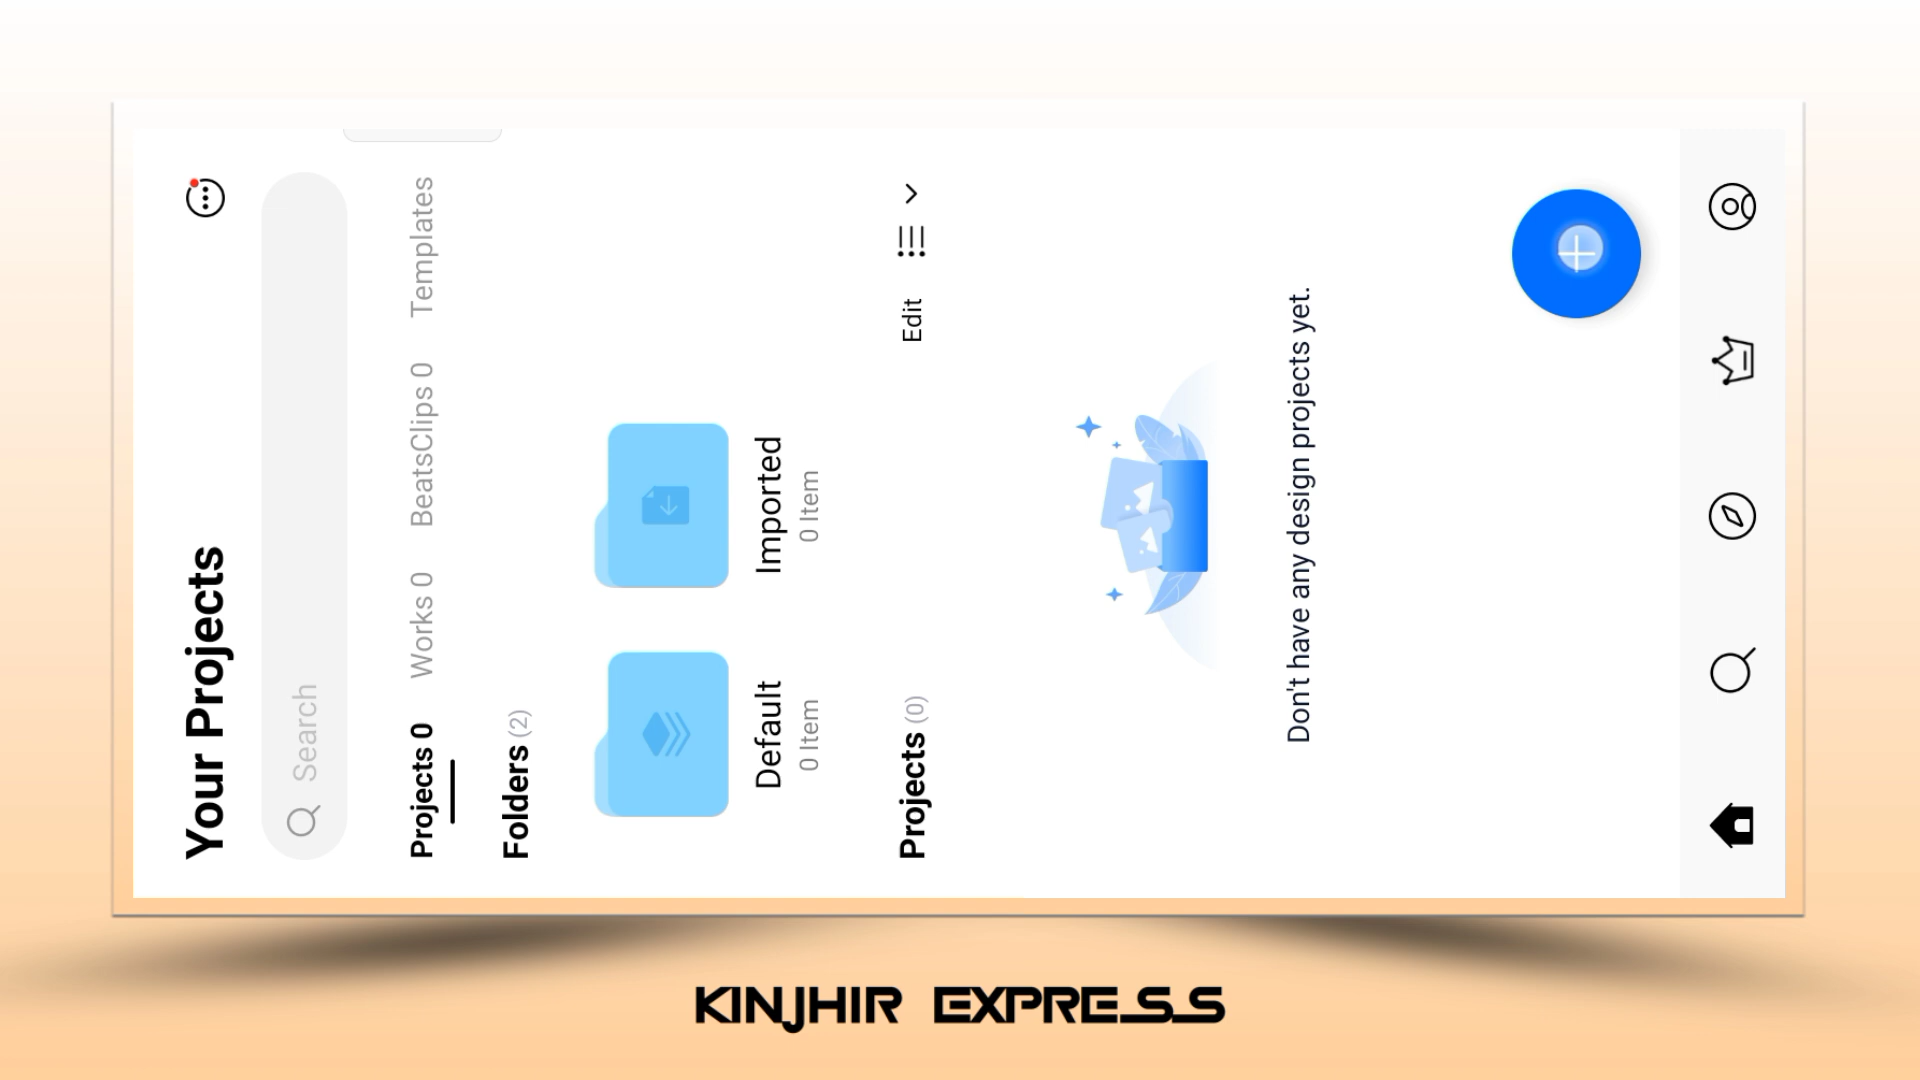 Your Projects
Search
Projects 0 Works 0 BeatsClips 0 Templates
Folders (2)
Default Imported
0 Item 0 Item
Projects (0) Edit
Don't have any design projects yet.
KINJHIR EXPRESS